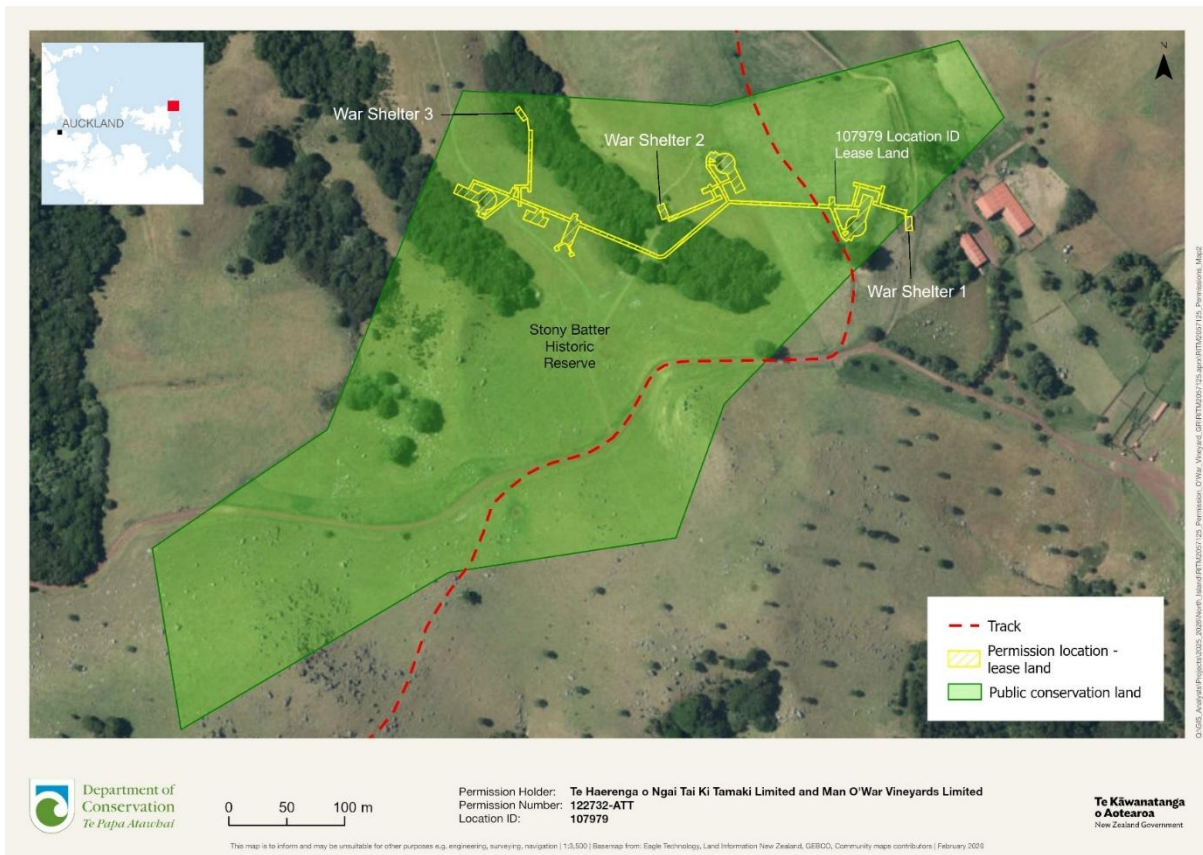 N
AUCKLAND
War Shelter 3
War Shelter 2
107979 Location ID
Lease Land
War Shelter 1
Stony Batter
Historic
Reserve
Track
Permission location -
lease land
Public conservation land
Department of
Conservation
Te Papa Atawhai
0 50 100 m
Permission Holder: Te Haerenga o Ngai Tai Ki Tamaki Limited and Man O'War Vineyards Limited
Permission Number: 122732-ATT
Location ID: 107979
Te Kāwanatanga
o Aotearoa
New Zealand Government
This map is to inform and may be unsuitable for other purposes e.g. engineering, surveying, navigation | 1:3,500 | Basemap from: Eagle Technology, Land Information New Zealand, GEBCO, Community maps contributors | February 2026